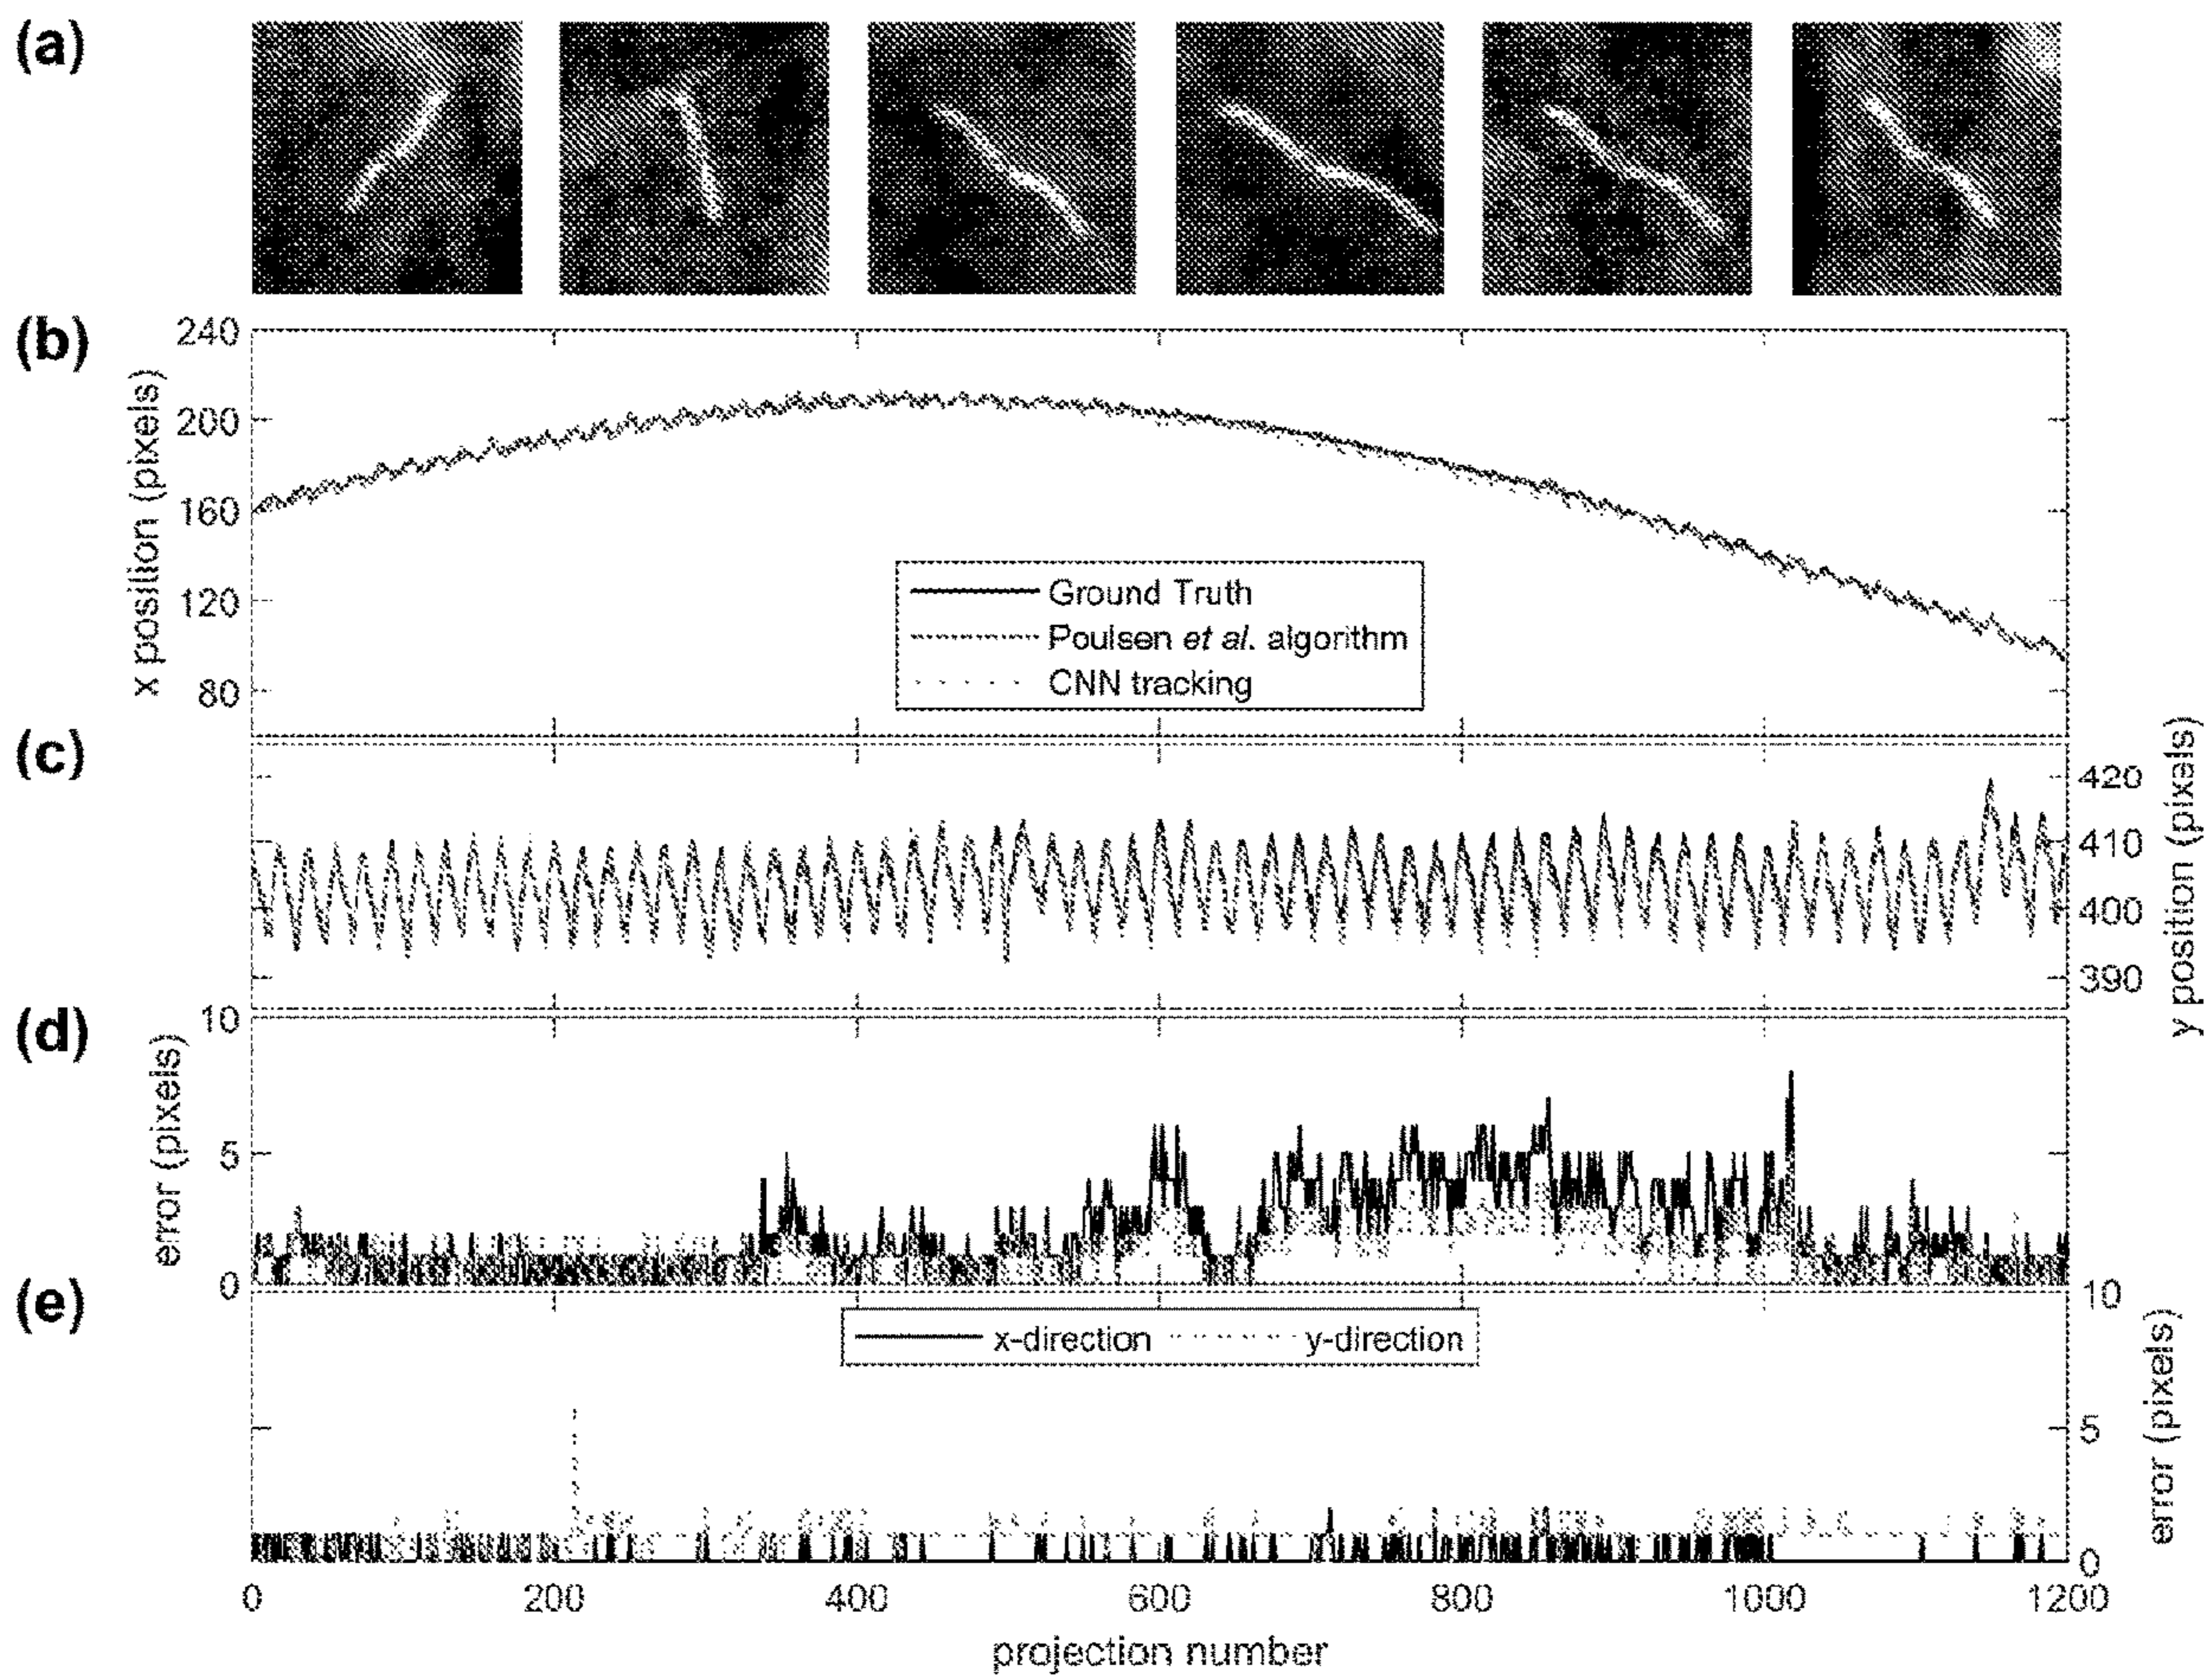 (a)
(b)
240
200
160
120
80
x position (pixels)
Ground Truth
Poulsen et al. algorithm
CNN tracking
(c)
420
410
400
390
y position (pixels)
(d)
10
5
0
error (pixels)
(e)
x-direction y-direction
10
5
0
error (pixels)
0 200 400 600 800 1000 1200
projection number